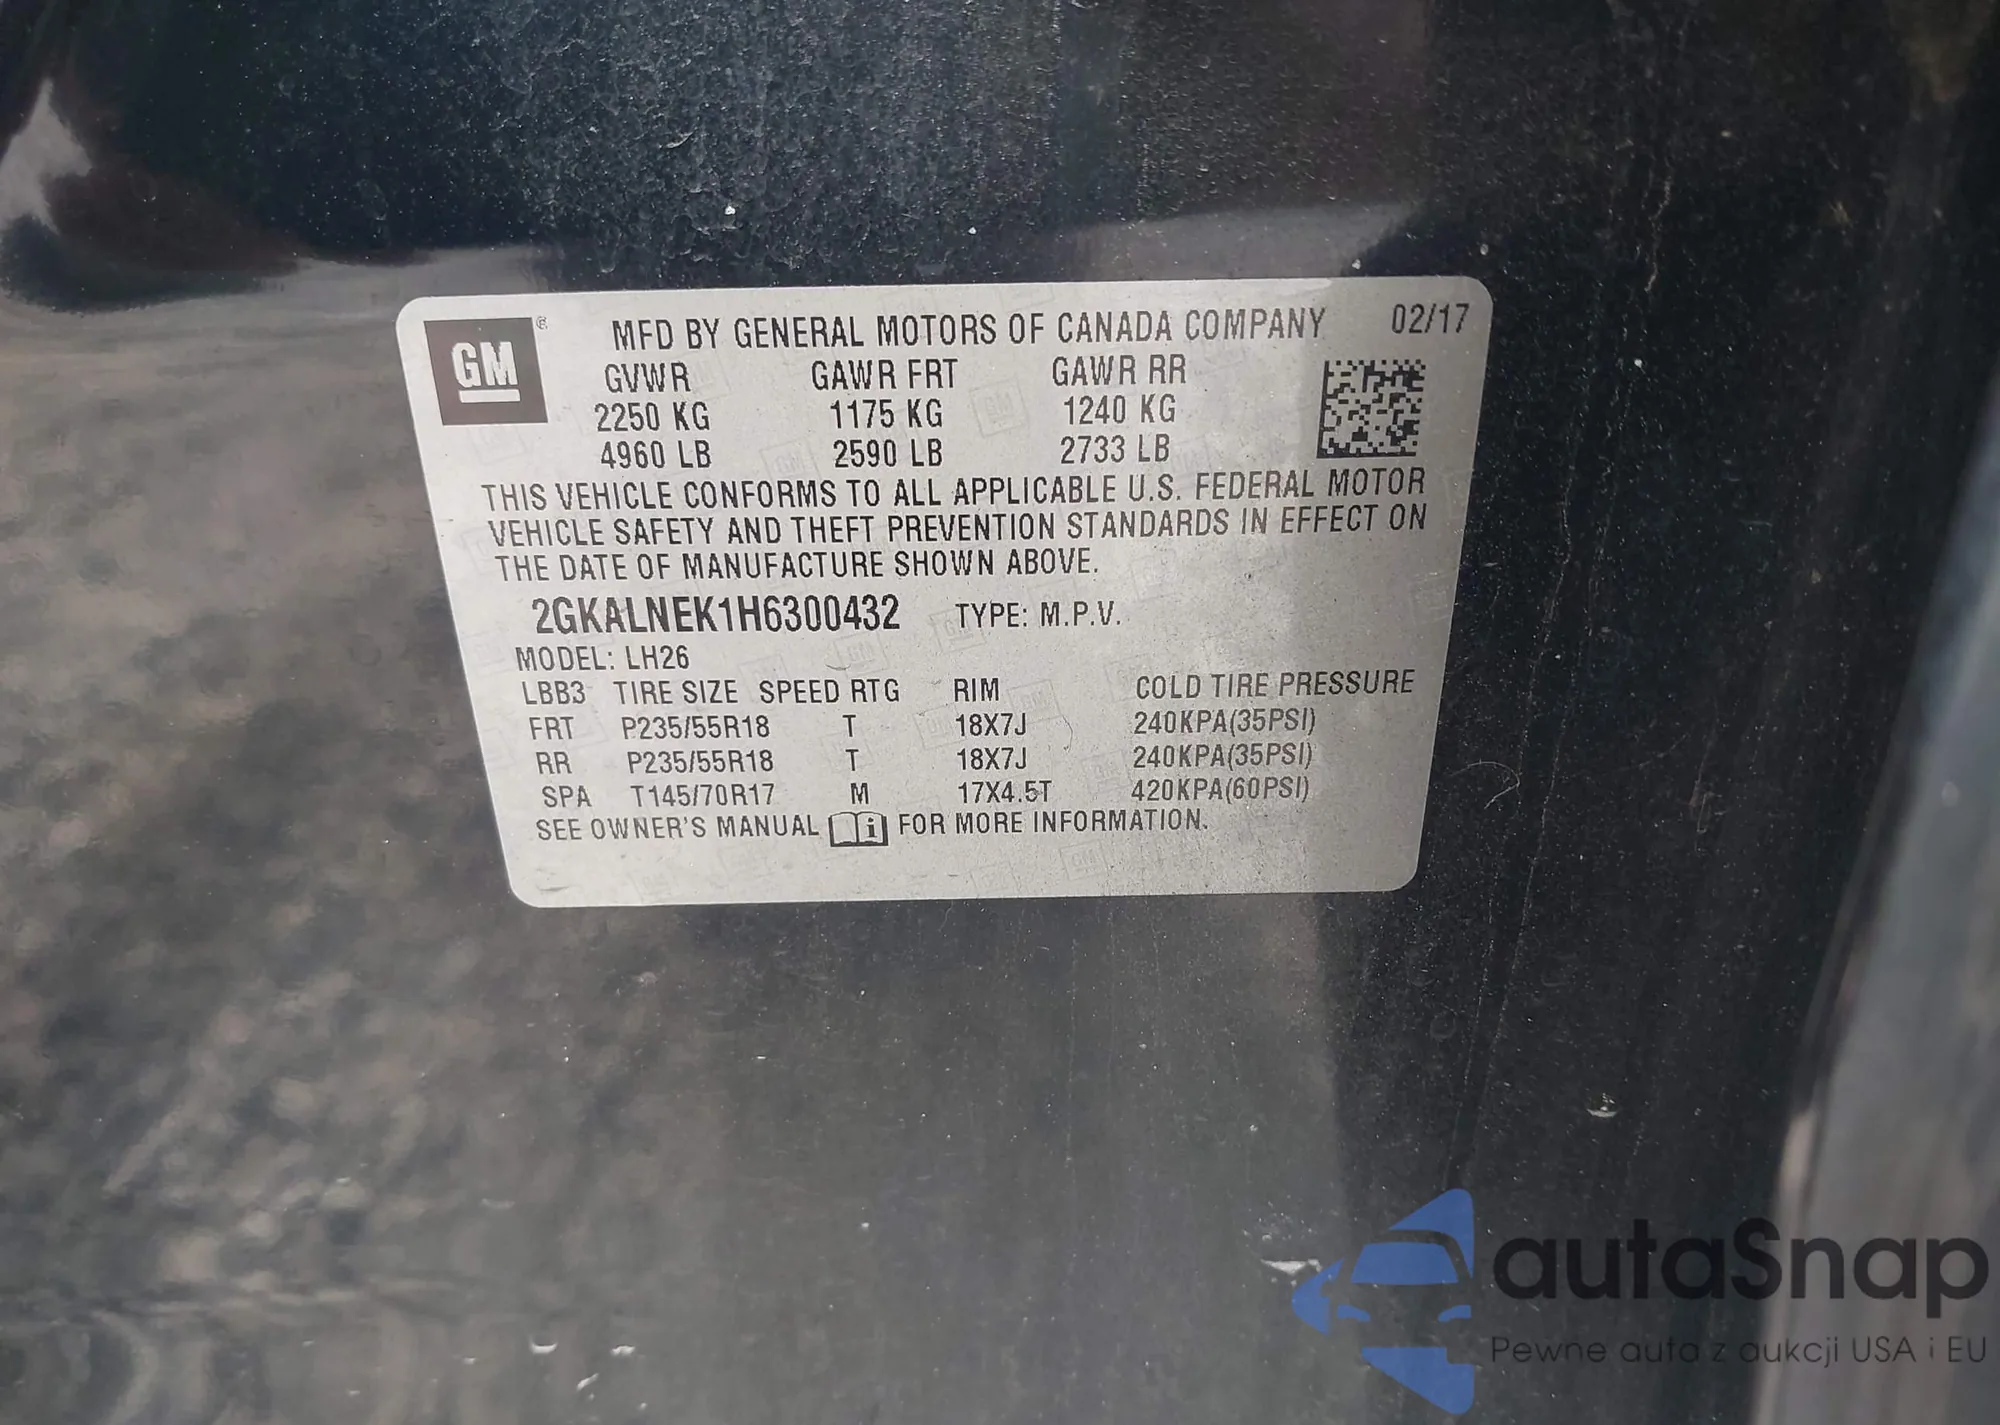 GM ® MFD BY GENERAL MOTORS OF CANADA COMPANY 02/17
GVWR GAWR FRT GAWR RR
2250 KG 1175 KG 1240 KG
4960 LB 2590 LB 2733 LB
THIS VEHICLE CONFORMS TO ALL APPLICABLE U.S. FEDERAL MOTOR
VEHICLE SAFETY AND THEFT PREVENTION STANDARDS IN EFFECT ON
THE DATE OF MANUFACTURE SHOWN ABOVE.
2GKALNEK1H6300432 TYPE: M.P.V.
MODEL: LH26
LBB3 TIRE SIZE SPEED RTG RIM COLD TIRE PRESSURE
FRT P235/55R18 T 18X7J 240KPA(35PSI)
RR P235/55R18 T 18X7J 240KPA(35PSI)
SPA T145/70R17 M 17X4.5T 420KPA(60PSI)
SEE OWNER'S MANUAL i FOR MORE INFORMATION.
autaSnap
Pewne auta z aukcji USA i EU